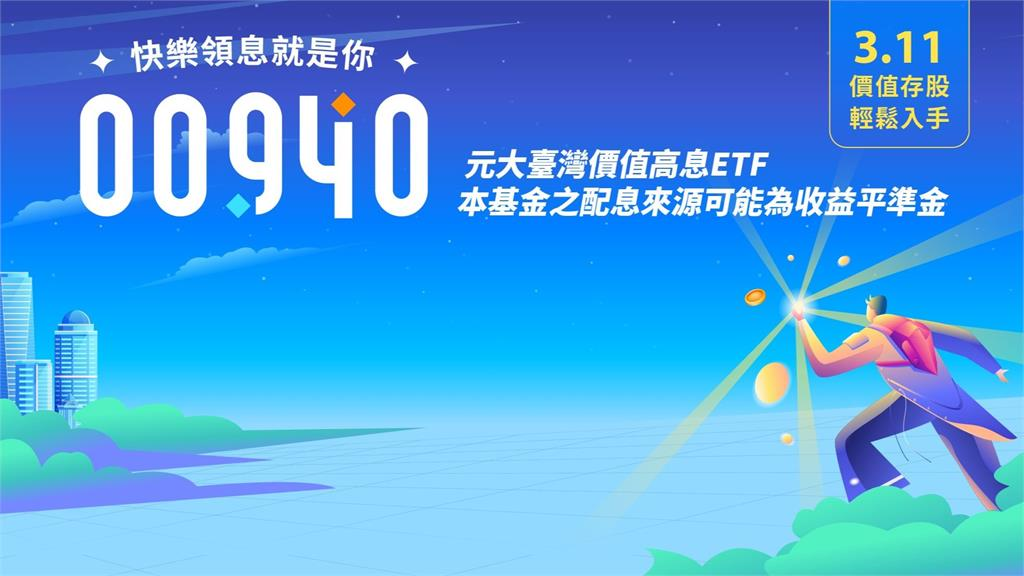 快樂領息就是你
00940
3.11
價值存股
輕鬆入手
元大臺灣價值高息ETF
本基金之配息來源可能為收益平準金